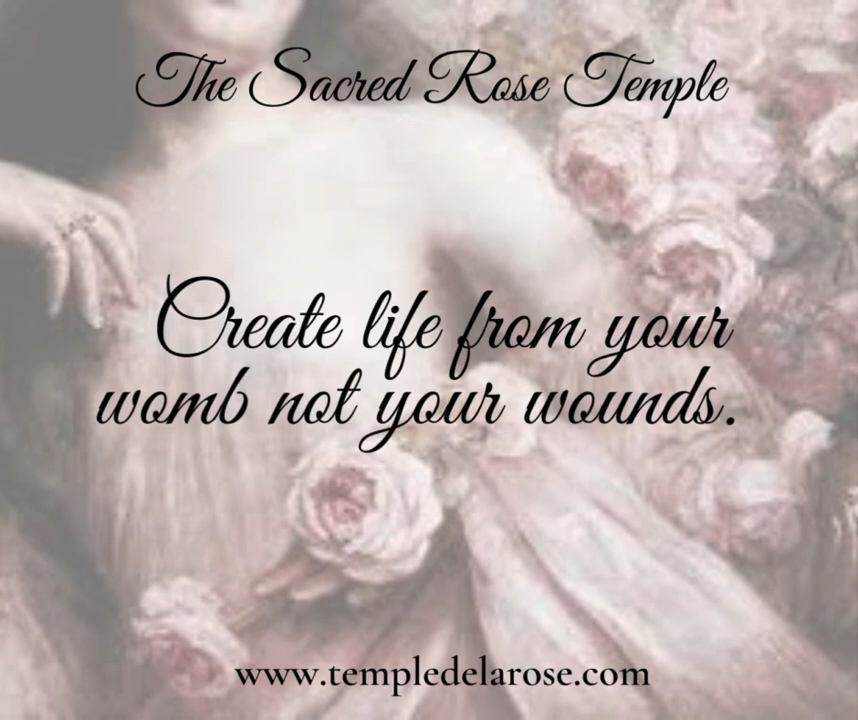 The Sacred Rose Temple
Create life from your
womb not your wounds.
www.templedelarose.com